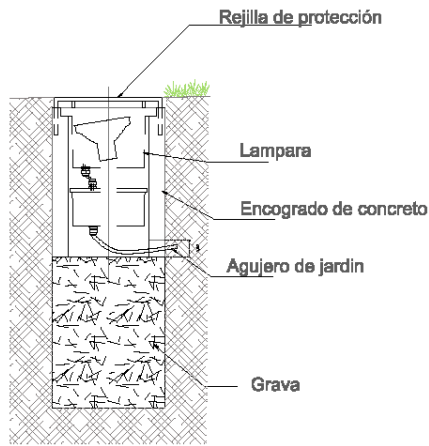 Rejilla de protección
Lampara
Encogrado de concreto
Agujero de jardin
Grava